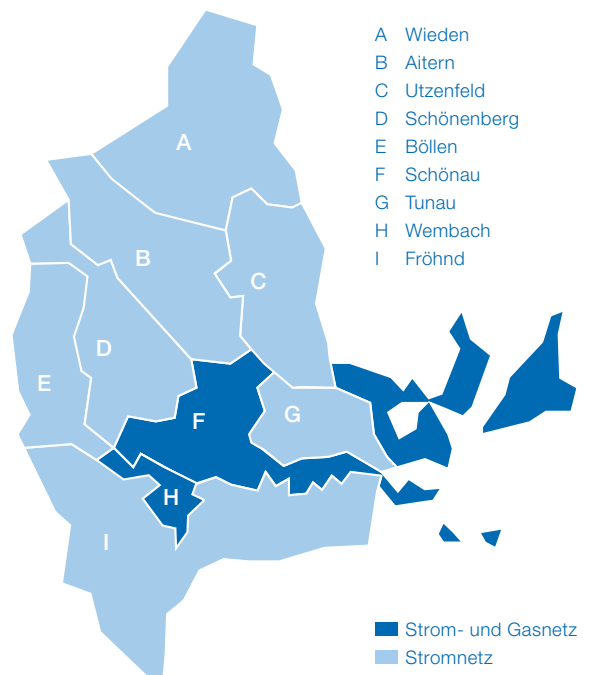 A Wieden
B Aitern
C Utzenfeld
D Schönenberg
E Böllen
F Schönau
G Tunau
H Wembach
I Fröhnd
A
B
C
D
E
F
G
H
I
Strom- und Gasnetz
Stromnetz